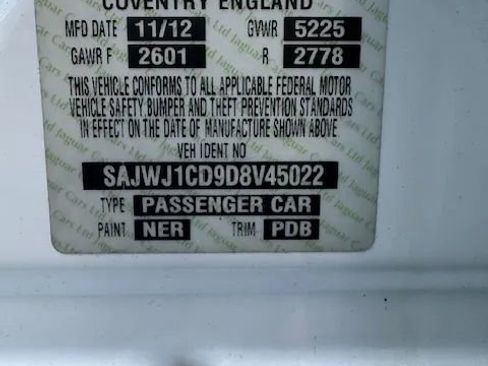 COVENTRY ENGLAND
MFD DATE 11/12 GVWR 5225
GAWR F 2601 R 2778
THIS VEHICLE CONFORMS TO ALL APPLICABLE FEDERAL MOTOR
VEHICLE SAFETY BUMPER AND THEFT PREVENTION STANDARDS
IN EFFECT ON THE DATE OF MANUFACTURE SHOWN ABOVE.
VEH IDENT NO
SAJWJ1CD9D8V45022
TYPE PASSENGER CAR
PAINT NER TRIM PDB